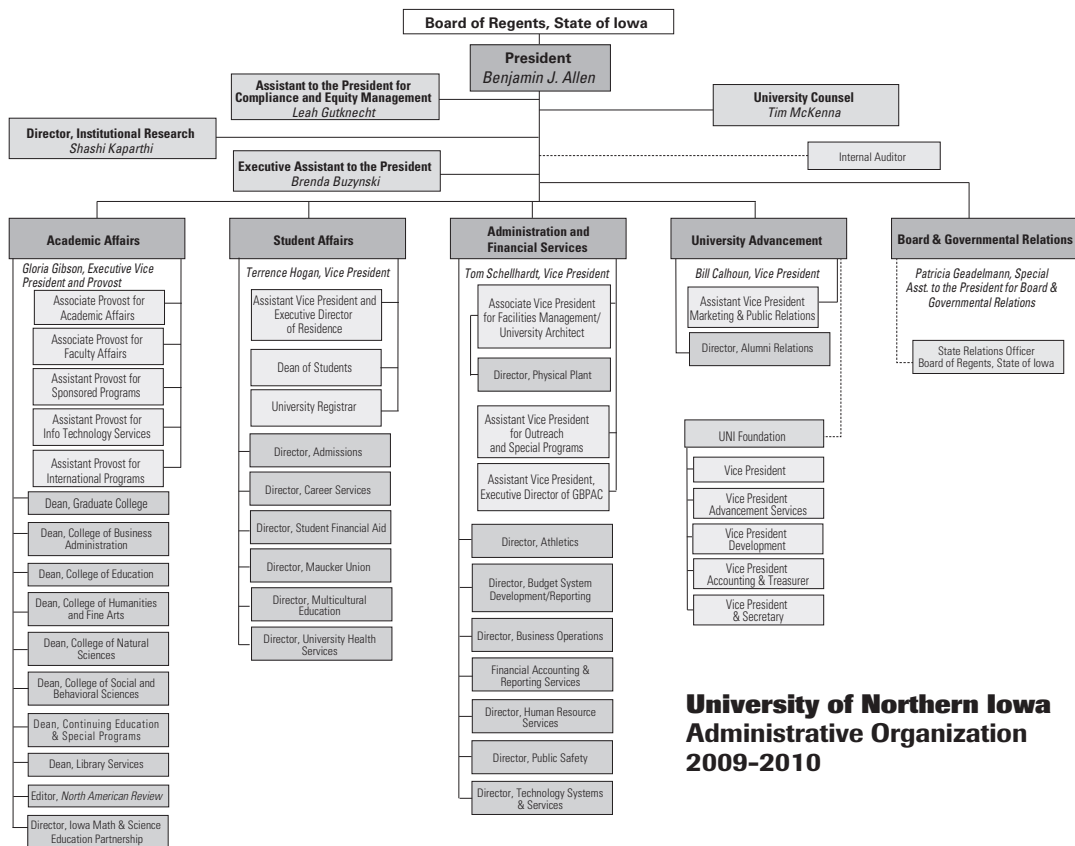 Board of Regents, State of Iowa
President
Benjamin J. Allen
Assistant to the President for
Compliance and Equity Management
Leah Gutknecht
University Counsel
Tim McKenna
Director, Institutional Research
Shashi Kaparthi
Internal Auditor
Executive Assistant to the President
Brenda Buzynski
Academic Affairs
Gloria Gibson, Executive Vice
President and Provost
Associate Provost for
Academic Affairs
Associate Provost for
Faculty Affairs
Assistant Provost for
Sponsored Programs
Assistant Provost for
Info Technology Services
Assistant Provost for
International Programs
Dean, Graduate College
Dean, College of Business
Administration
Dean, College of Education
Dean, College of Humanities
and Fine Arts
Dean, College of Natural
Sciences
Dean, College of Social and
Behavioral Sciences
Dean, Continuing Education
& Special Programs
Dean, Library Services
Editor, North American Review
Director, Iowa Math & Science
Education Partnership
Student Affairs
Terrence Hogan, Vice President
Assistant Vice President and
Executive Director
of Residence
Dean of Students
University Registrar
Director, Admissions
Director, Career Services
Director, Student Financial Aid
Director, Maucker Union
Director, Multicultural
Education
Director, University Health
Services
Administration and
Financial Services
Tom Schellhardt, Vice President
Associate Vice President
for Facilities Management/
University Architect
Director, Physical Plant
Assistant Vice President
for Outreach
and Special Programs
Assistant Vice President,
Executive Director of GBPAC
Director, Athletics
Director, Budget System
Development/Reporting
Director, Business Operations
Financial Accounting &
Reporting Services
Director, Human Resource
Services
Director, Public Safety
Director, Technology Systems
& Services
University Advancement
Bill Calhoun, Vice President
Assistant Vice President
Marketing & Public Relations
Director, Alumni Relations
UNI Foundation
Vice President
Vice President
Advancement Services
Vice President
Development
Vice President
Accounting & Treasurer
Vice President
& Secretary
Board & Governmental Relations
Patricia Geadelmann, Special
Asst. to the President for Board &
Governmental Relations
State Relations Officer
Board of Regents, State of Iowa
University of Northern Iowa
Administrative Organization
2009-2010